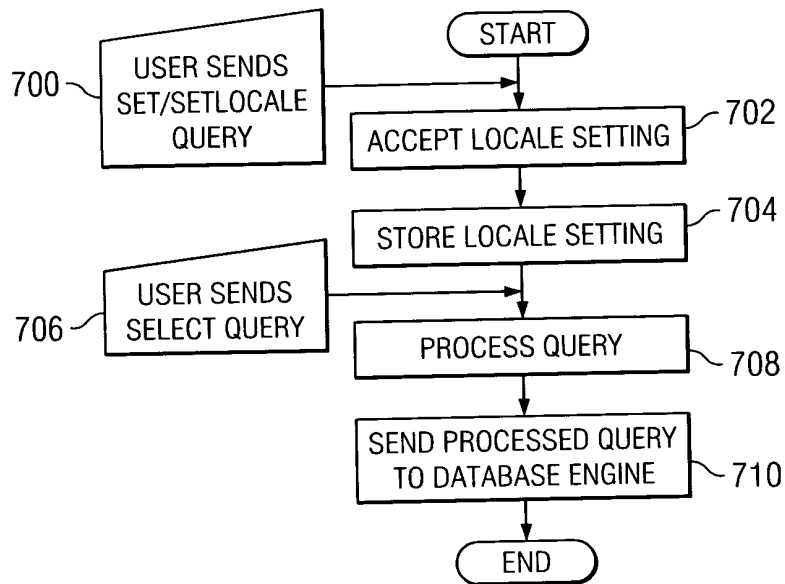 START
700
USER SENDS
SET/SETLOCALE
QUERY
702
ACCEPT LOCALE SETTING
704
STORE LOCALE SETTING
706
USER SENDS
SELECT QUERY
PROCESS QUERY
708
SEND PROCESSED QUERY
TO DATABASE ENGINE
710
END